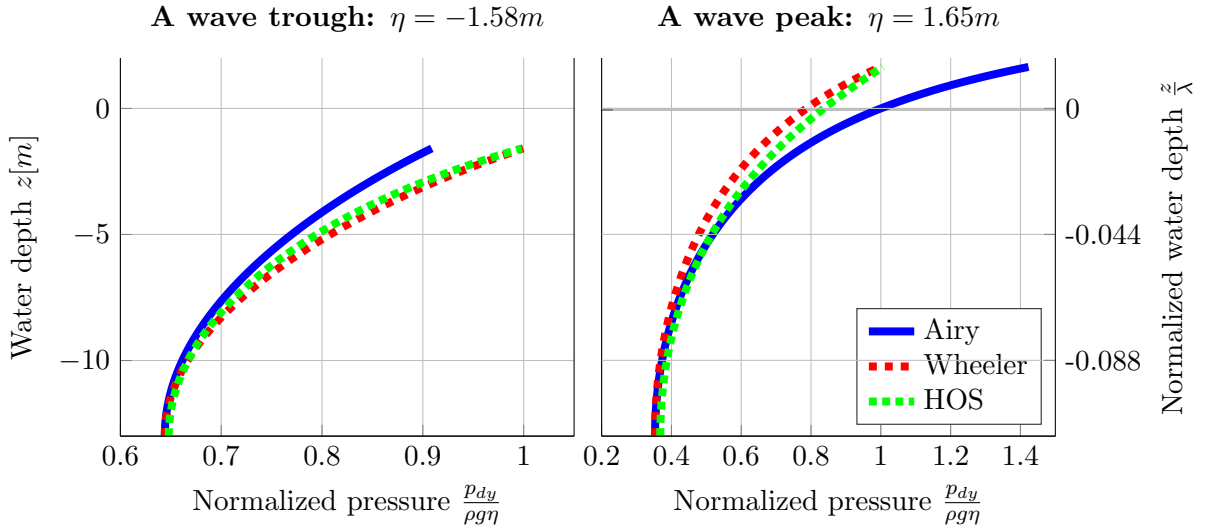 A wave trough: η = −1.58m
A wave peak: η = 1.65m
Water depth z[m]
0
−5
−10
0.6 0.7 0.8 0.9 1
Normalized pressure p_dy/ρgη
0
-0.044
-0.088
Normalized water depth z/λ
Airy
Wheeler
HOS
0.2 0.4 0.6 0.8 1 1.2 1.4
Normalized pressure p_dy/ρgη